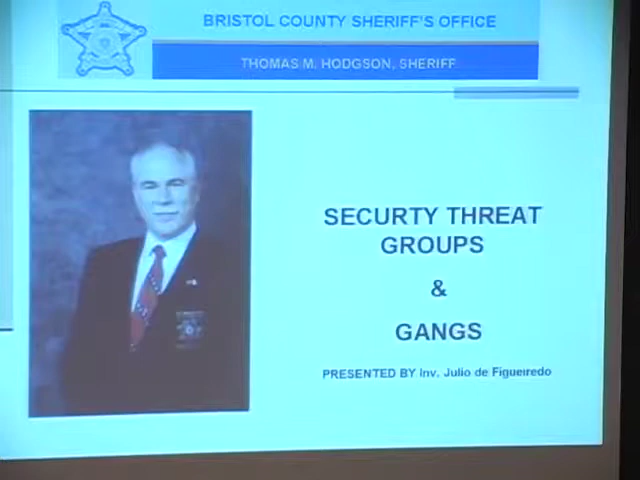 BRISTOL COUNTY SHERIFF'S OFFICE
THOMAS M. HODGSON, SHERIFF
SECURTY THREAT
GROUPS
&
GANGS
PRESENTED BY Inv. Julio de Figueiredo